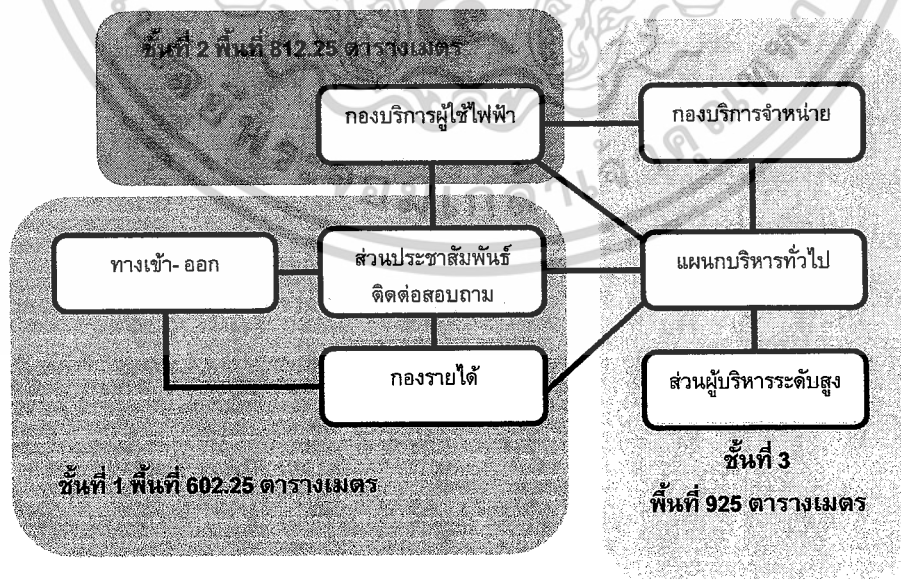 ชั้นที่ 2 พื้นที่ 812.25 ตารางเมตร
กองบริการผู้ใช้ไฟฟ้า
กองบริการจำหน่าย
ทางเข้า- ออก
ส่วนประชาสัมพันธ์
ติดต่อสอบถาม
แผนกบริหารทั่วไป
กองรายได้
ส่วนผู้บริหารระดับสูง
ชั้นที่ 1 พื้นที่ 602.25 ตารางเมตร
ชั้นที่ 3
พื้นที่ 925 ตารางเมตร